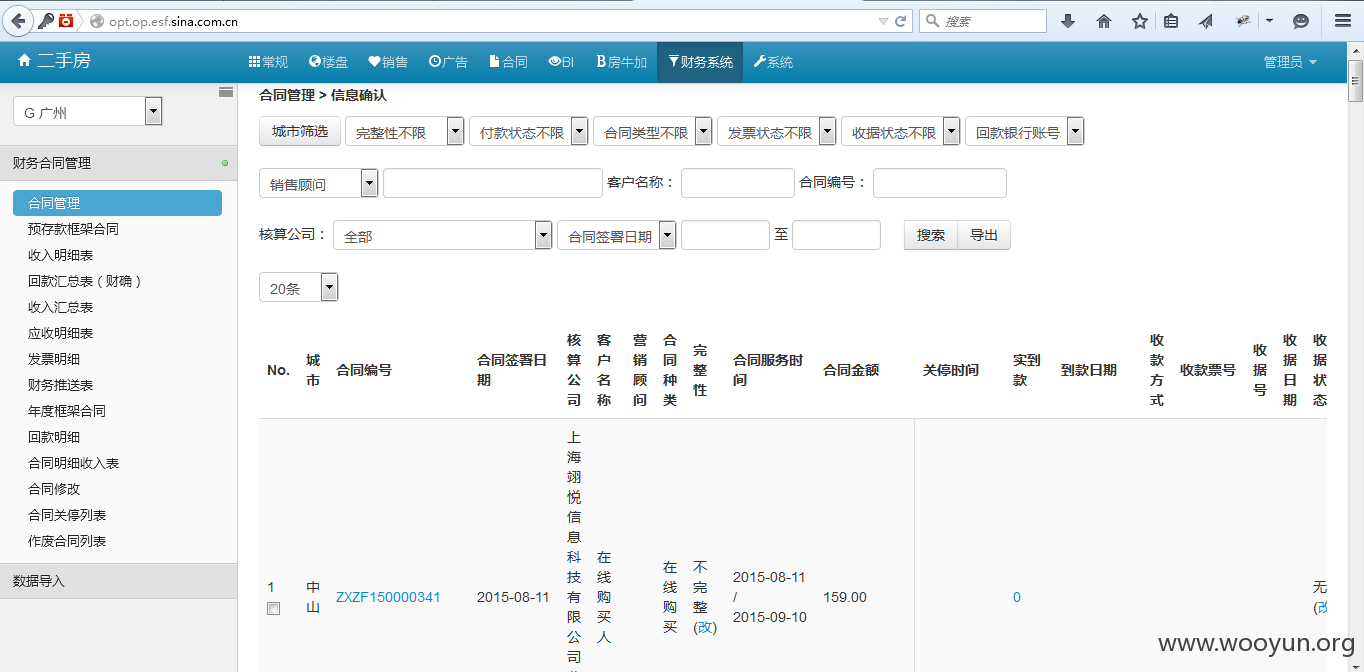 opt.op.esf.sina.com.cn
搜索
二手房
常规 楼盘 销售 广告 合同 BI B房牛加 财务系统 系统 管理员
G 广州
财务合同管理
合同管理
预存款框架合同
收入明细表
回款汇总表（财确）
收入汇总表
应收明细表
发票明细
财务推送表
年度框架合同
回款明细
合同明细收入表
合同修改
合同关停列表
作废合同列表
数据导入
合同管理 > 信息确认
城市筛选 完整性不限 付款状态不限 合同类型不限 发票状态不限 收据状态不限 回款银行账号
销售顾问 客户名称： 合同编号：
核算公司： 全部 合同签署日期 至 搜索 导出
20条
No. 城市 合同编号 合同签署日期 核算公司 客户名称 营销顾问 合同种类 完整性 合同服务时间 合同金额 关停时间 实到款 到款日期 收款方式 收款票号 收据号 收据日期 收据状态
1 中山 ZXZF150000341 2015-08-11 上海翊悦信息科技有限公司 在线购买人 在线购买 不完整(改) 2015-08-11 / 2015-09-10 159.00 0 无(改
www.wooyun.org